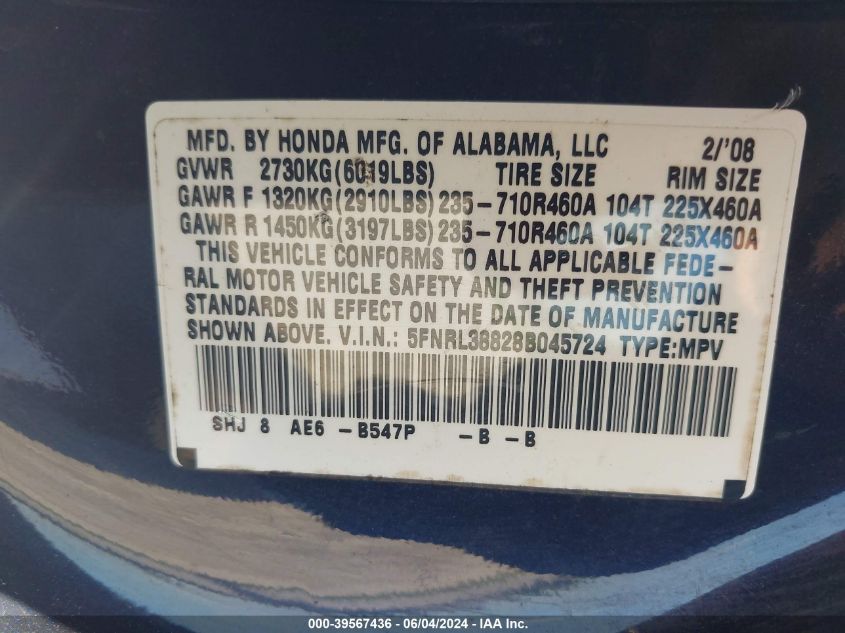 MFD. BY HONDA MFG. OF ALABAMA, LLC 2/'08
GVWR 2730KG(6019LBS) TIRE SIZE RIM SIZE
GAWR F 1320KG(2910LBS) 235-710R460A 104T 225X460A
GAWR R 1450KG(3197LBS) 235-710R460A 104T 225X460A
THIS VEHICLE CONFORMS TO ALL APPLICABLE FEDE-
RAL MOTOR VEHICLE SAFETY AND THEFT PREVENTION
STANDARDS IN EFFECT ON THE DATE OF MANUFACTURE
SHOWN ABOVE. V.I.N.: 5FNRL38828B045724 TYPE:MPV
SHJ 8 AE6 -B547P -B -B
000-39567436 - 06/04/2024 - IAA, Inc.